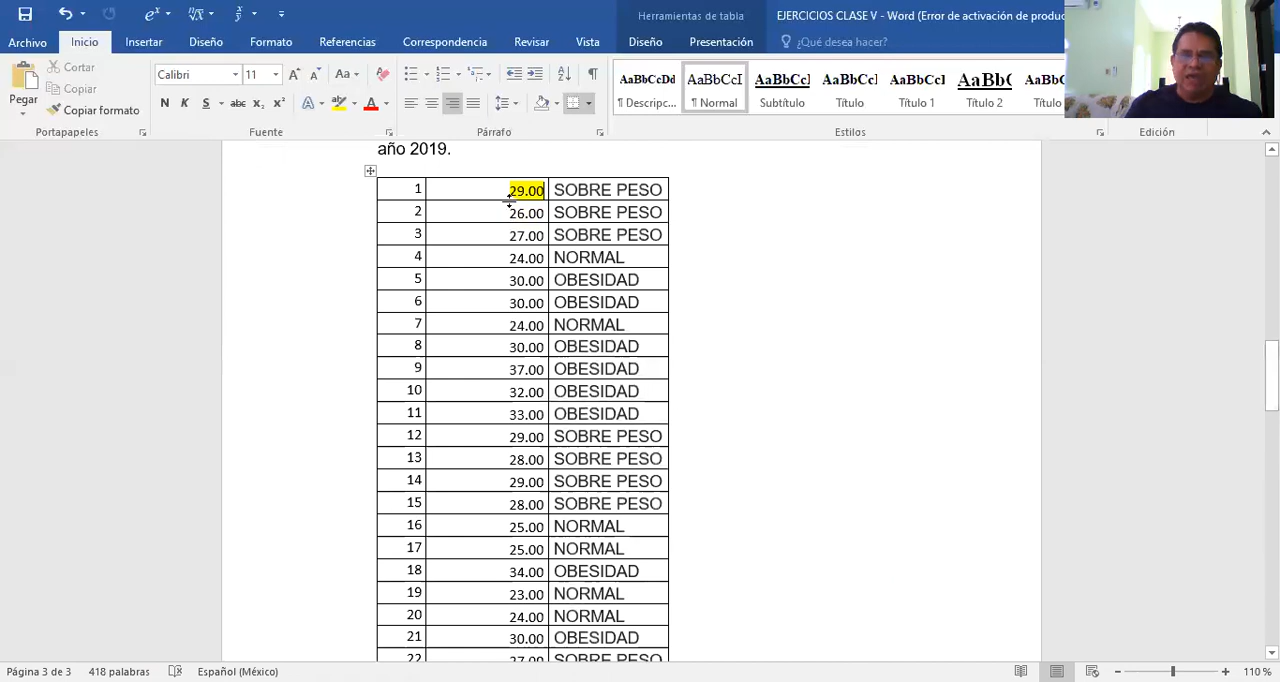 Herramientas de tabla
EJERCICIOS CLASE V - Word (Error de activación de produ
Archivo Inicio Insertar Diseño Formato Referencias Correspondencia Revisar Vista Diseño Presentación ¿Qué desea hacer?
Pegar
Cortar
Copiar
Copiar formato
Portapapeles
Calibri 11
Fuente
Párrafo
AaBbCcDd AaBbCcI AaBbCcl AaBbCcl AaBbCcI AaBb( AaBbC
¶ Descripc... ¶ Normal Subtítulo Título Título 1 Título 2 Título
Estilos
Edición
año 2019.
1 29.00 SOBRE PESO
2 26.00 SOBRE PESO
3 27.00 SOBRE PESO
4 24.00 NORMAL
5 30.00 OBESIDAD
6 30.00 OBESIDAD
7 24.00 NORMAL
8 30.00 OBESIDAD
9 37.00 OBESIDAD
10 32.00 OBESIDAD
11 33.00 OBESIDAD
12 29.00 SOBRE PESO
13 28.00 SOBRE PESO
14 29.00 SOBRE PESO
15 28.00 SOBRE PESO
16 25.00 NORMAL
17 25.00 NORMAL
18 34.00 OBESIDAD
19 23.00 NORMAL
20 24.00 NORMAL
21 30.00 OBESIDAD
22 27.00 SOBRE PESO
Página 3 de 3 418 palabras Español (México) 110 %